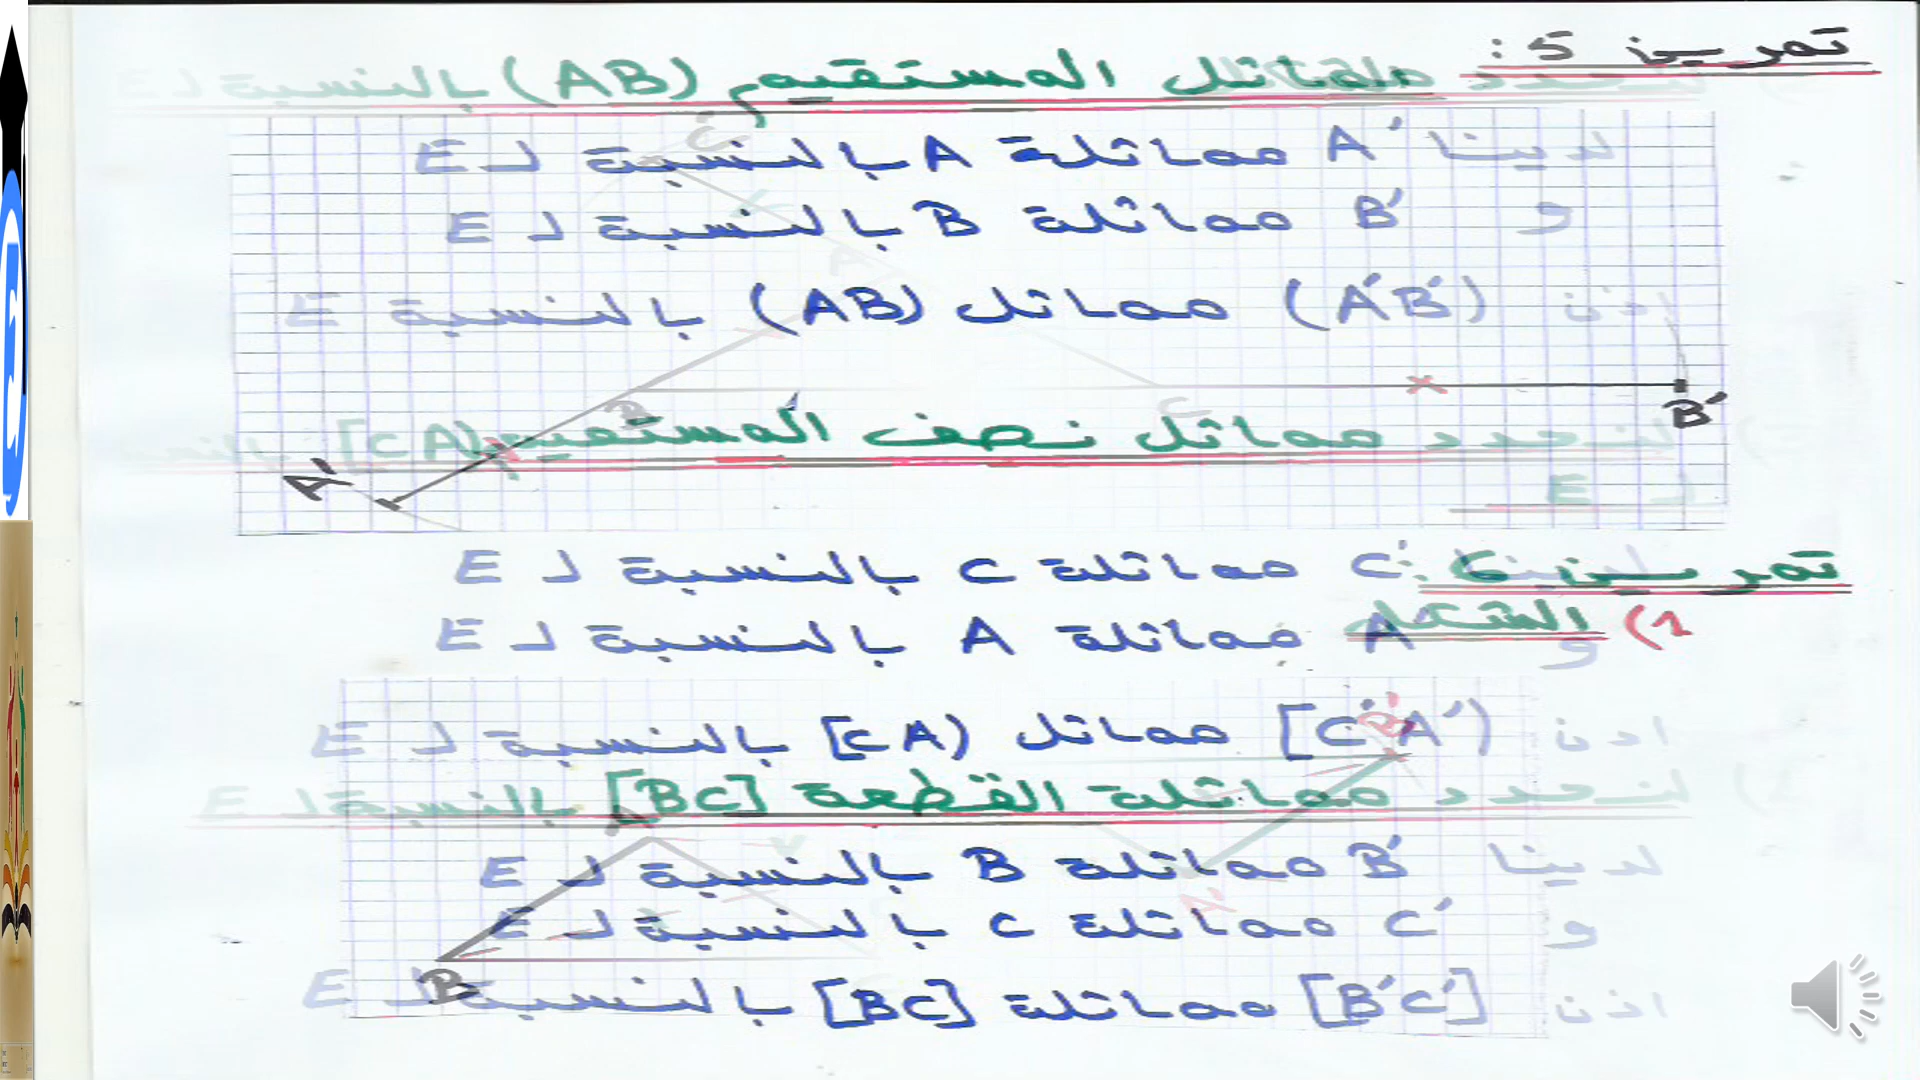 تمرين 5 :
لنحدد مماثل المستقيم (AB) بالنسبة لـ E
لدينا A' مماثلة A بالنسبة لـ E
و B' مماثلة B بالنسبة لـ E
اذن (A'B') مماثل (AB) بالنسبة E
B
C
B'
لنحدد مماثل نصف المستقيم [CA) بالنسبة
لـ E
A'
تمرين 6 :
لدينا C' مماثلة C بالنسبة لـ E
1) الشكل
و A' مماثلة A بالنسبة لـ E
B'
اذن [C'A') مماثل [CA) بالنسبة لـ E
لنحدد مماثلة القطعة [BC] بالنسبة لـ E
A
لدينا B' مماثلة B بالنسبة لـ E
A'
و C' مماثلة C بالنسبة لـ E
B
اذن [B'C'] مماثلة [BC] بالنسبة لـ E